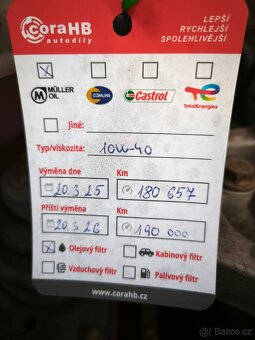 coraHB
autodíly
LEPŠÍ
RYCHLEJŠÍ
SPOLEHLIVĚJŠÍ
MÜLLER OIL
COMLINE
Castrol
TotalEnergies
Jiné:
Typ/viskozita: 10W-40
Výměna dne
Km
20.3.25
180 657
Příští výměna
Km
20.3.26
190 000
Olejový filtr
Kabinový filtr
Vzduchový filtr
Palivový filtr
www.corahb.cz
Sbazos.cz